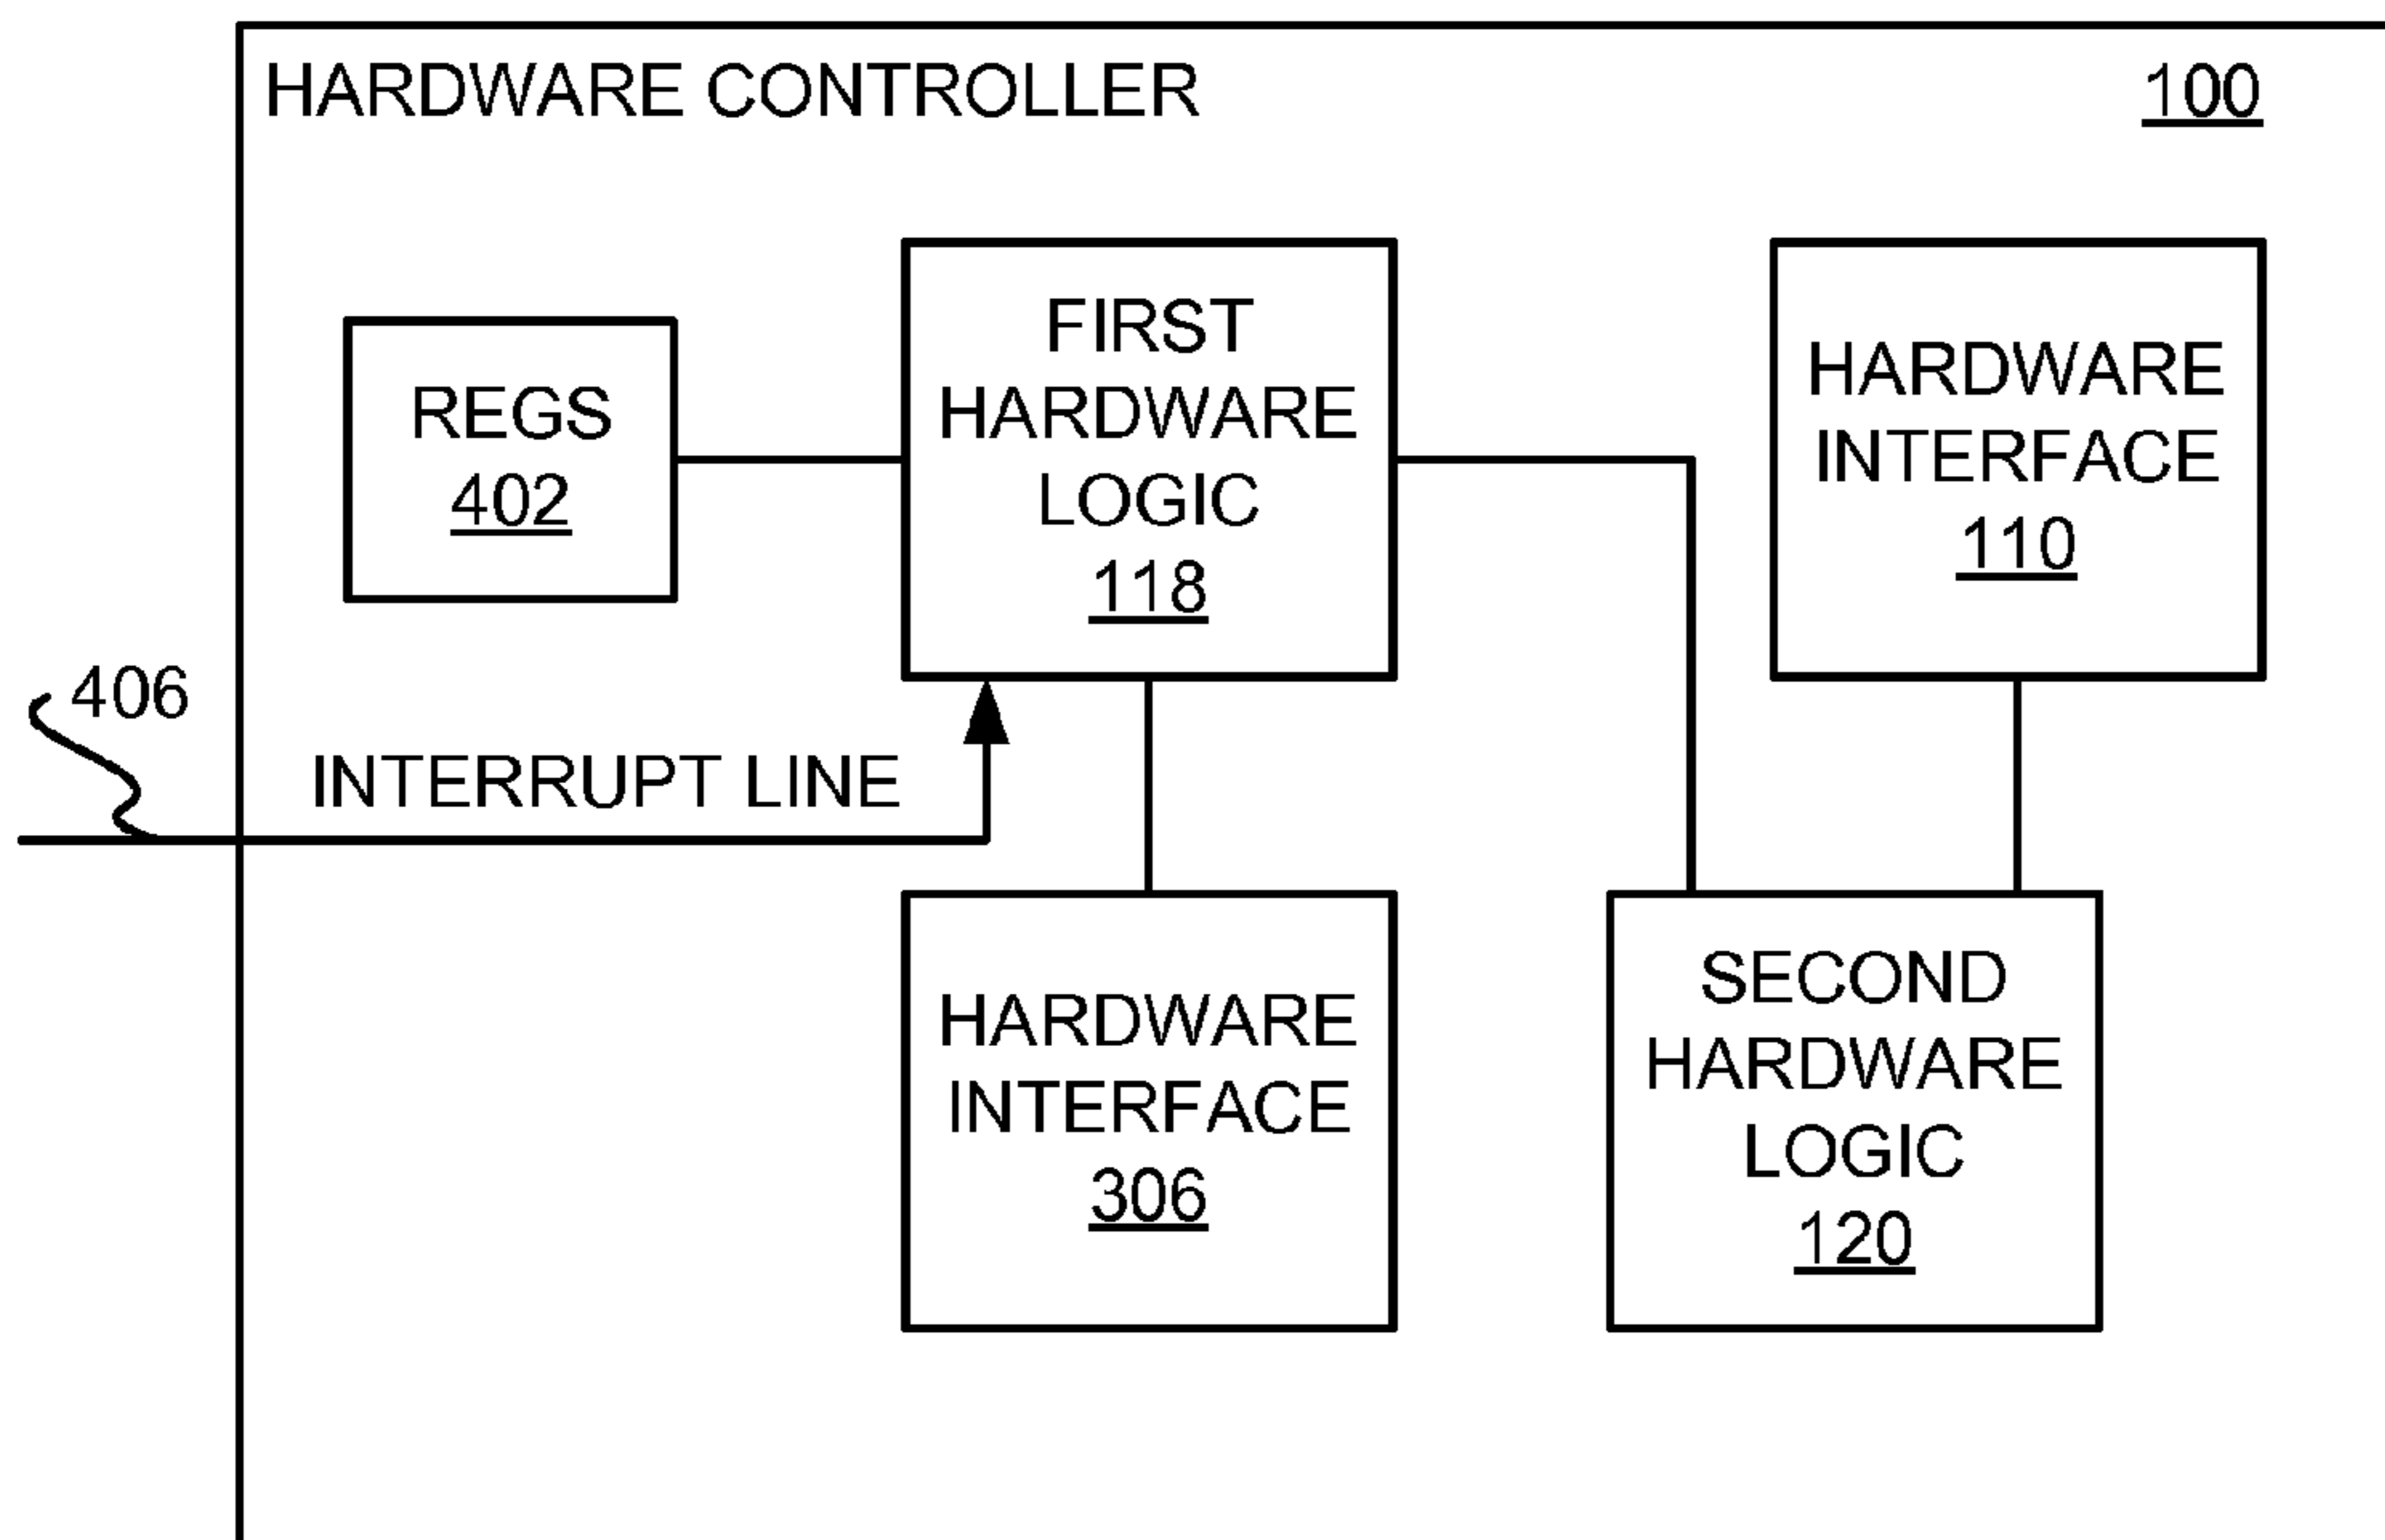 HARDWARE CONTROLLER
100
REGS
402
FIRST
HARDWARE
LOGIC
118
HARDWARE
INTERFACE
110
406
INTERRUPT LINE
HARDWARE
INTERFACE
306
SECOND
HARDWARE
LOGIC
120